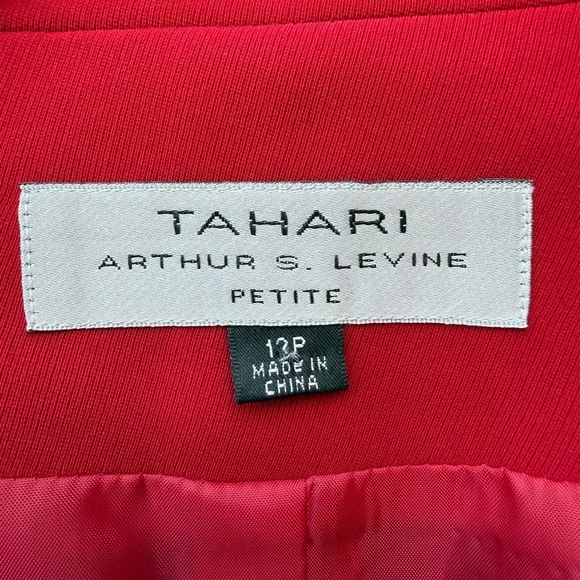 TAHARI
ARTHUR S. LEVINE
PETITE
12P
MADE IN
CHINA